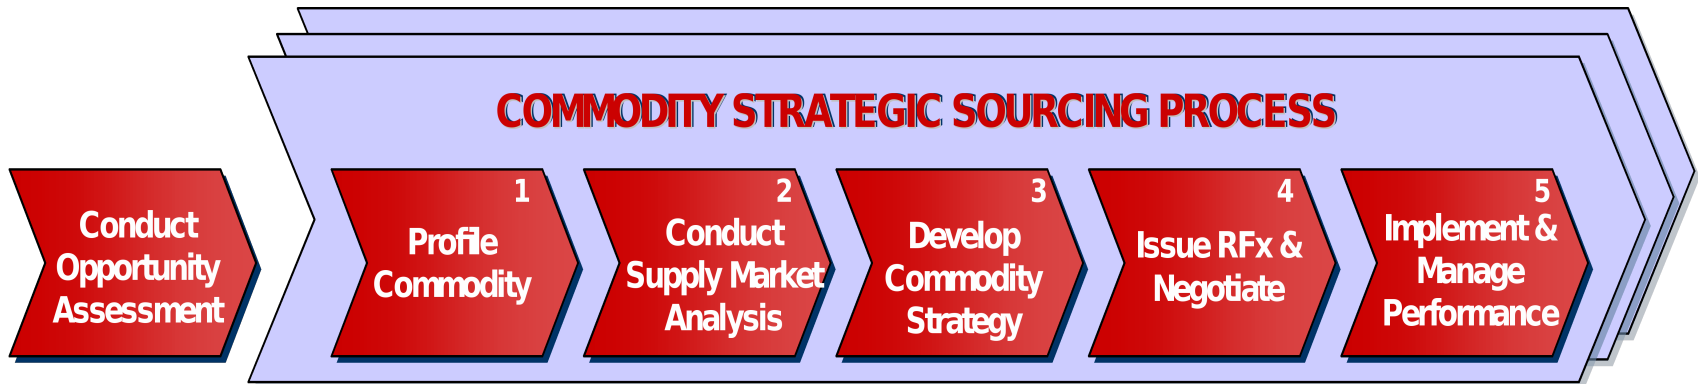 COMMODITY STRATEGIC SOURCING PROCESS
Conduct
Opportunity
Assessment
1
Profile
Commodity
2
Conduct
Supply Market
Analysis
3
Develop
Commodity
Strategy
4
Issue RFx &
Negotiate
5
Implement &
Manage
Performance